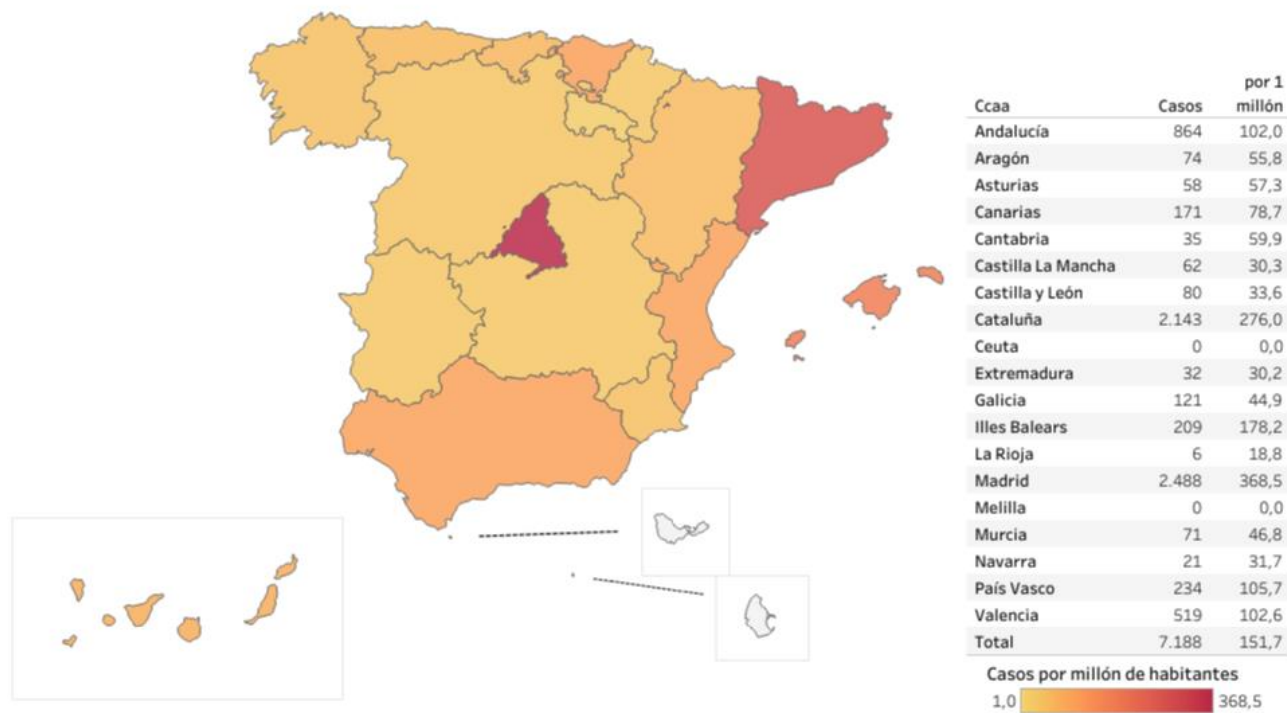 por 1
Ccaa Casos millón
Andalucía 864 102,0
Aragón 74 55,8
Asturias 58 57,3
Canarias 171 78,7
Cantabria 35 59,9
Castilla La Mancha 62 30,3
Castilla y León 80 33,6
Cataluña 2.143 276,0
Ceuta 0 0,0
Extremadura 32 30,2
Galicia 121 44,9
Illes Balears 209 178,2
La Rioja 6 18,8
Madrid 2.488 368,5
Melilla 0 0,0
Murcia 71 46,8
Navarra 21 31,7
País Vasco 234 105,7
Valencia 519 102,6
Total 7.188 151,7
Casos por millón de habitantes
1,0 368,5